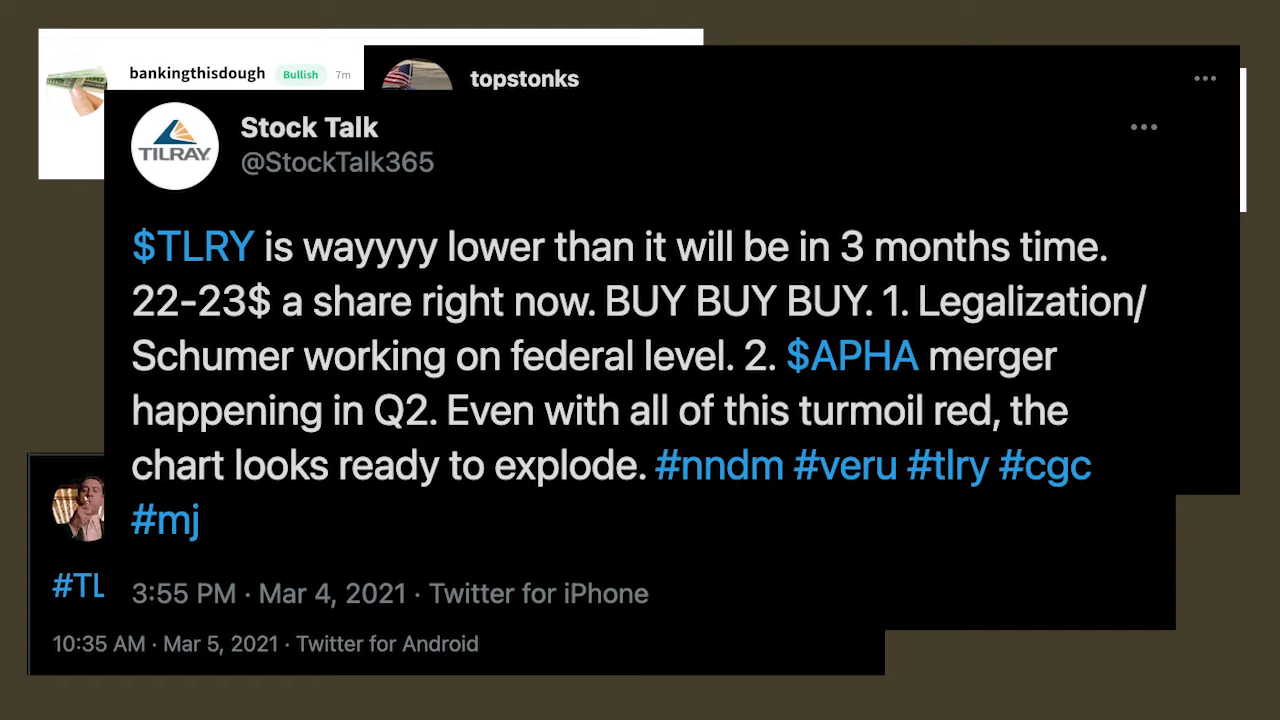 bankingthisdough Bullish 7m
topstonks
Stock Talk
@StockTalk365
TILRAY
$TLRY is wayyyy lower than it will be in 3 months time.
22-23$ a share right now. BUY BUY BUY. 1. Legalization/
Schumer working on federal level. 2. $APHA merger
happening in Q2. Even with all of this turmoil red, the
chart looks ready to explode. #nndm #veru #tlry #cgc
#mj
3:55 PM · Mar 4, 2021 · Twitter for iPhone
#TL
10:35 AM · Mar 5, 2021 · Twitter for Android